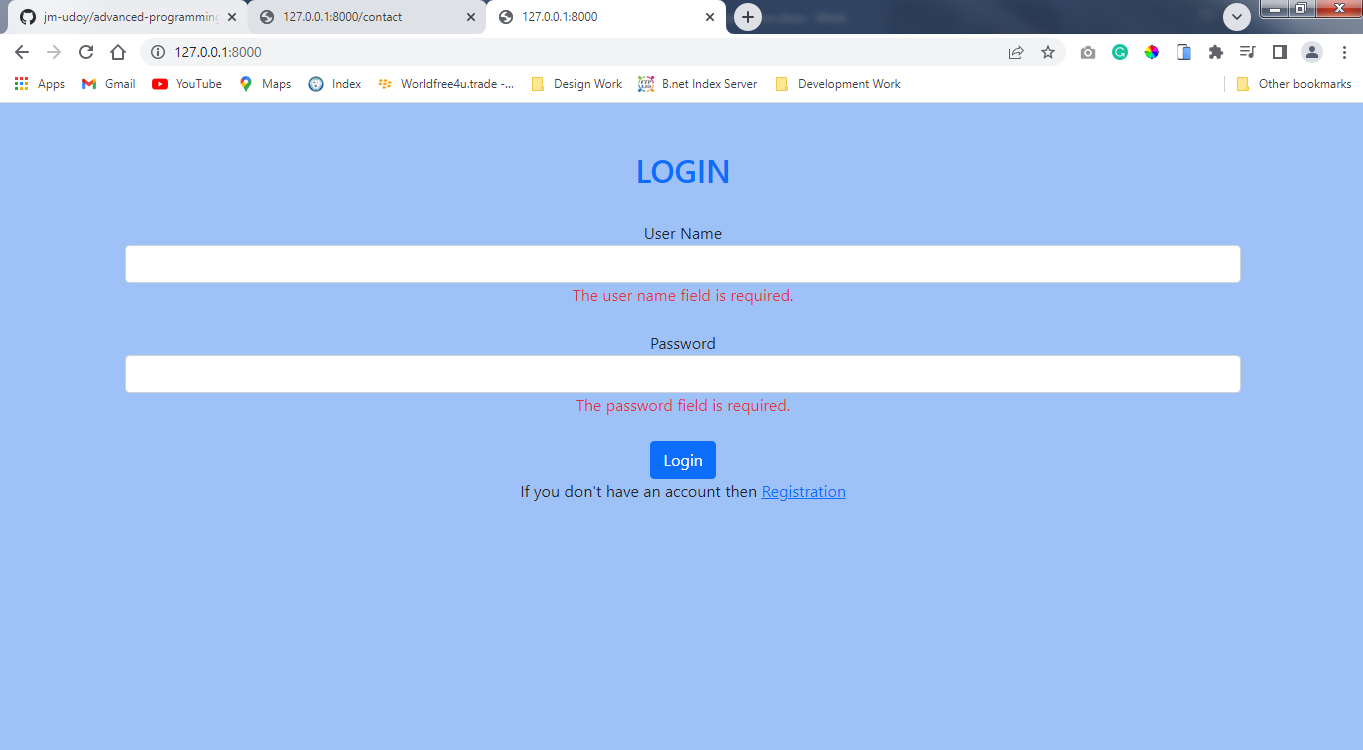 jm-udoy/advanced-programming
127.0.0.1:8000/contact
127.0.0.1:8000
127.0.0.1:8000
Apps
Gmail
YouTube
Maps
Index
Worldfree4u.trade -...
Design Work
B.net Index Server
Development Work
Other bookmarks
LOGIN
User Name
The user name field is required.
Password
The password field is required.
Login
If you don't have an account then Registration